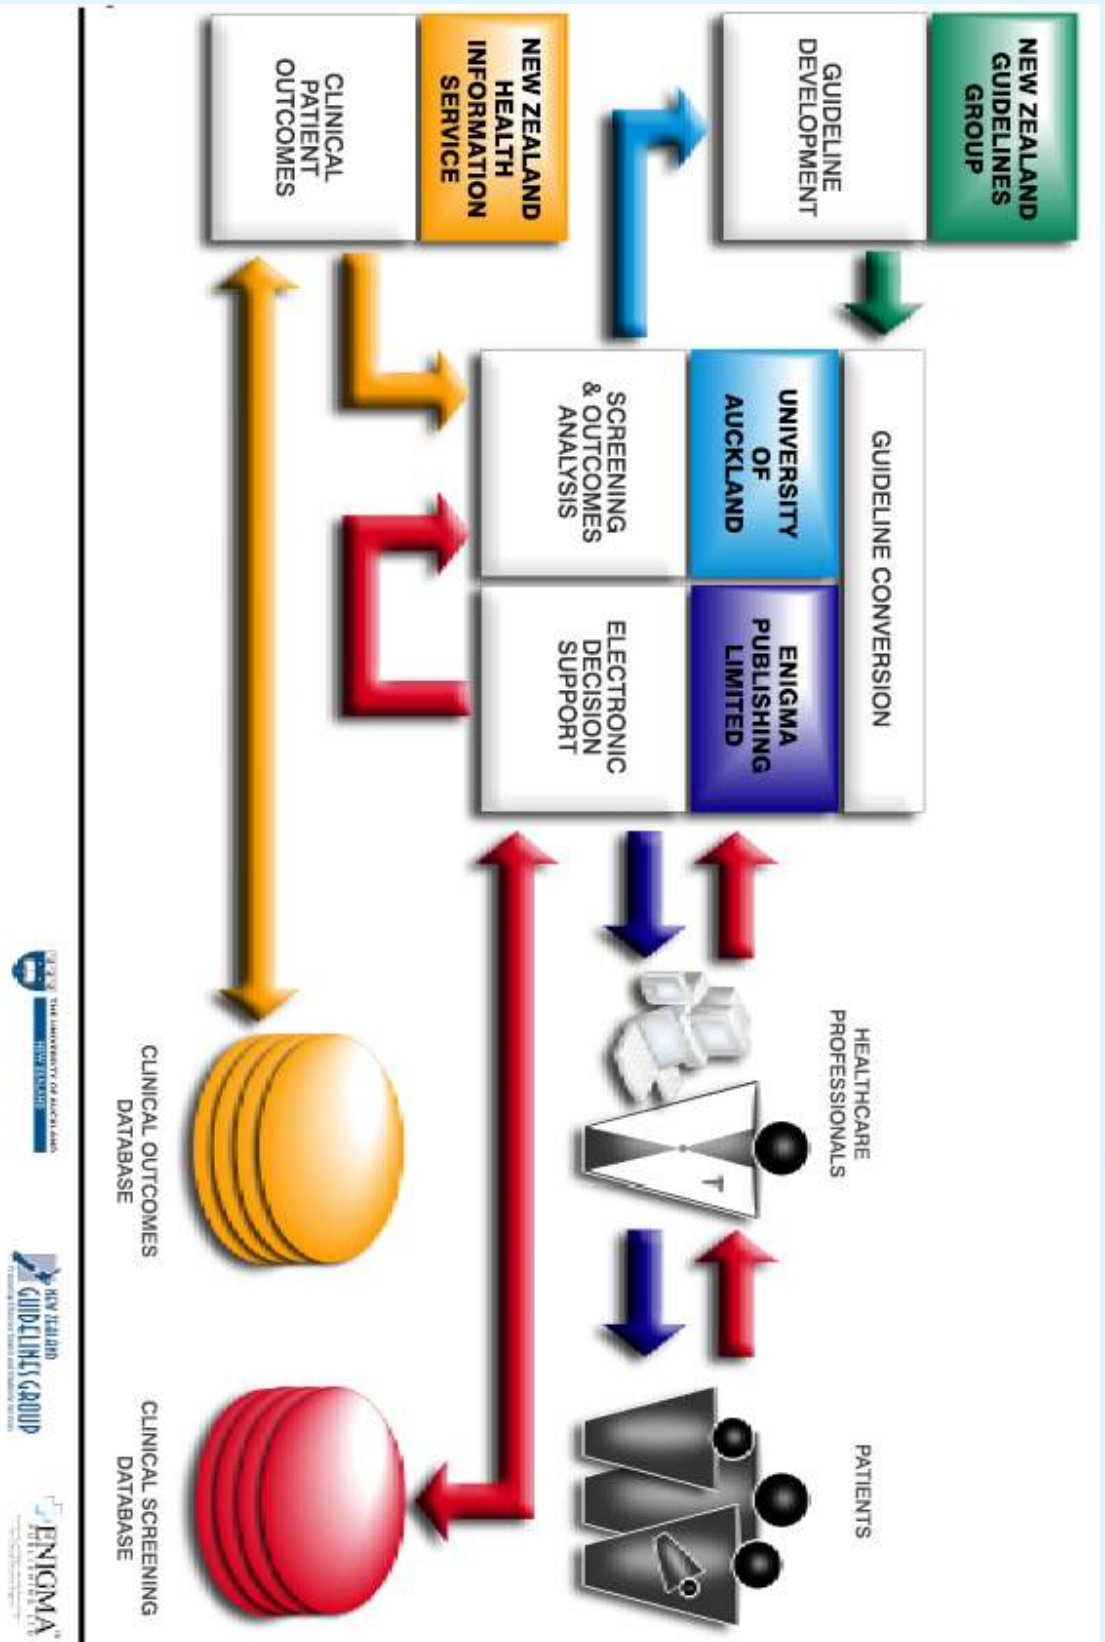 NEW ZEALAND
GUIDELINES
GROUP
GUIDELINE
DEVELOPMENT
NEW ZEALAND
HEALTH
INFORMATION
SERVICE
CLINICAL
PATIENT
OUTCOMES
GUIDELINE CONVERSION
UNIVERSITY
OF
AUCKLAND
SCREENING
& OUTCOMES
ANALYSIS
ENIGMA
PUBLISHING
LIMITED
ELECTRONIC
DECISION
SUPPORT
HEALTHCARE
PROFESSIONALS
PATIENTS
CLINICAL OUTCOMES
DATABASE
CLINICAL SCREENING
DATABASE
THE UNIVERSITY OF AUCKLAND
NEW ZEALAND
NEW ZEALAND
GUIDELINES GROUP
ENIGMA
PUBLISHING LTD